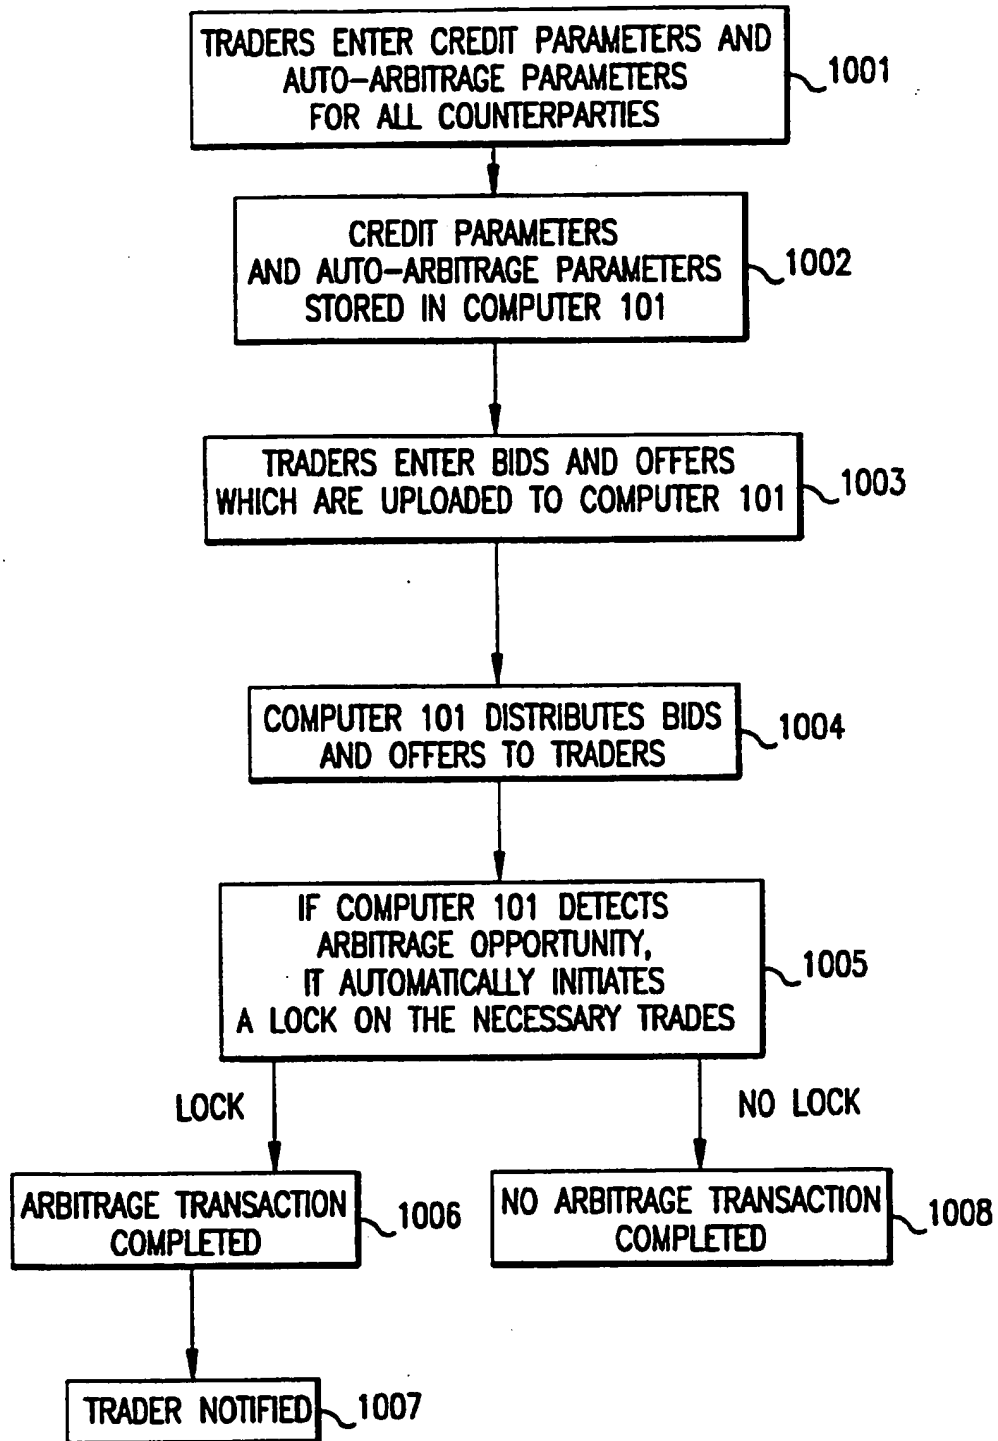 TRADERS ENTER CREDIT PARAMETERS AND
AUTO-ARBITRAGE PARAMETERS
FOR ALL COUNTERPARTIES
1001
CREDIT PARAMETERS
AND AUTO-ARBITRAGE PARAMETERS
STORED IN COMPUTER 101
1002
TRADERS ENTER BIDS AND OFFERS
WHICH ARE UPLOADED TO COMPUTER 101
1003
COMPUTER 101 DISTRIBUTES BIDS
AND OFFERS TO TRADERS
1004
IF COMPUTER 101 DETECTS
ARBITRAGE OPPORTUNITY,
IT AUTOMATICALLY INITIATES
A LOCK ON THE NECESSARY TRADES
1005
LOCK
NO LOCK
ARBITRAGE TRANSACTION
COMPLETED
1006
NO ARBITRAGE TRANSACTION
COMPLETED
1008
TRADER NOTIFIED
1007